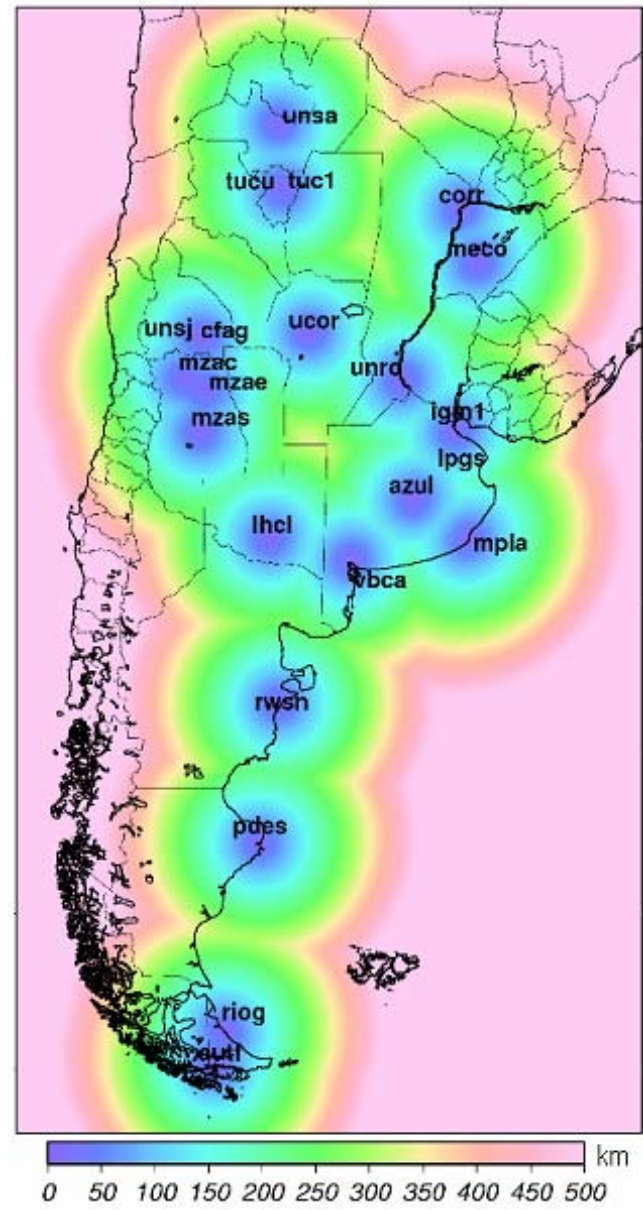 unsa
tucu tuc1
corr
meco
unsj cfag
ucor
mzac
mzae
unro
mzas
igm1
lpgs
azul
lhcl
mpla
vbca
rwsn
pdes
riog
autf
km
0 50 100 150 200 250 300 350 400 450 500